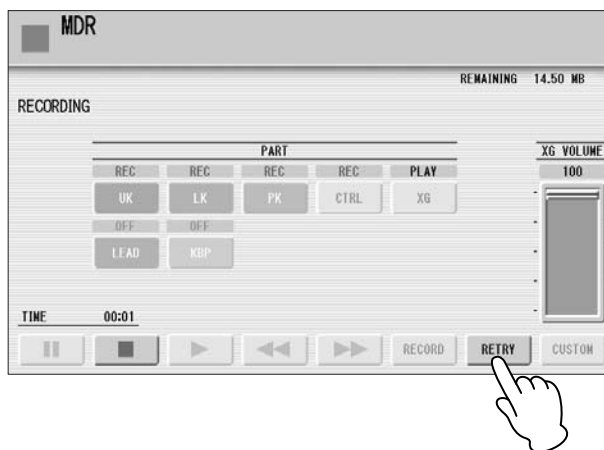 MDR
REMAINING 14.50 MB
RECORDING
PART
XG VOLUME
REC REC REC REC PLAY
100
UK LK PK CTRL XG
OFF OFF
LEAD KBP
TIME 00:01
RECORD RETRY CUSTOM